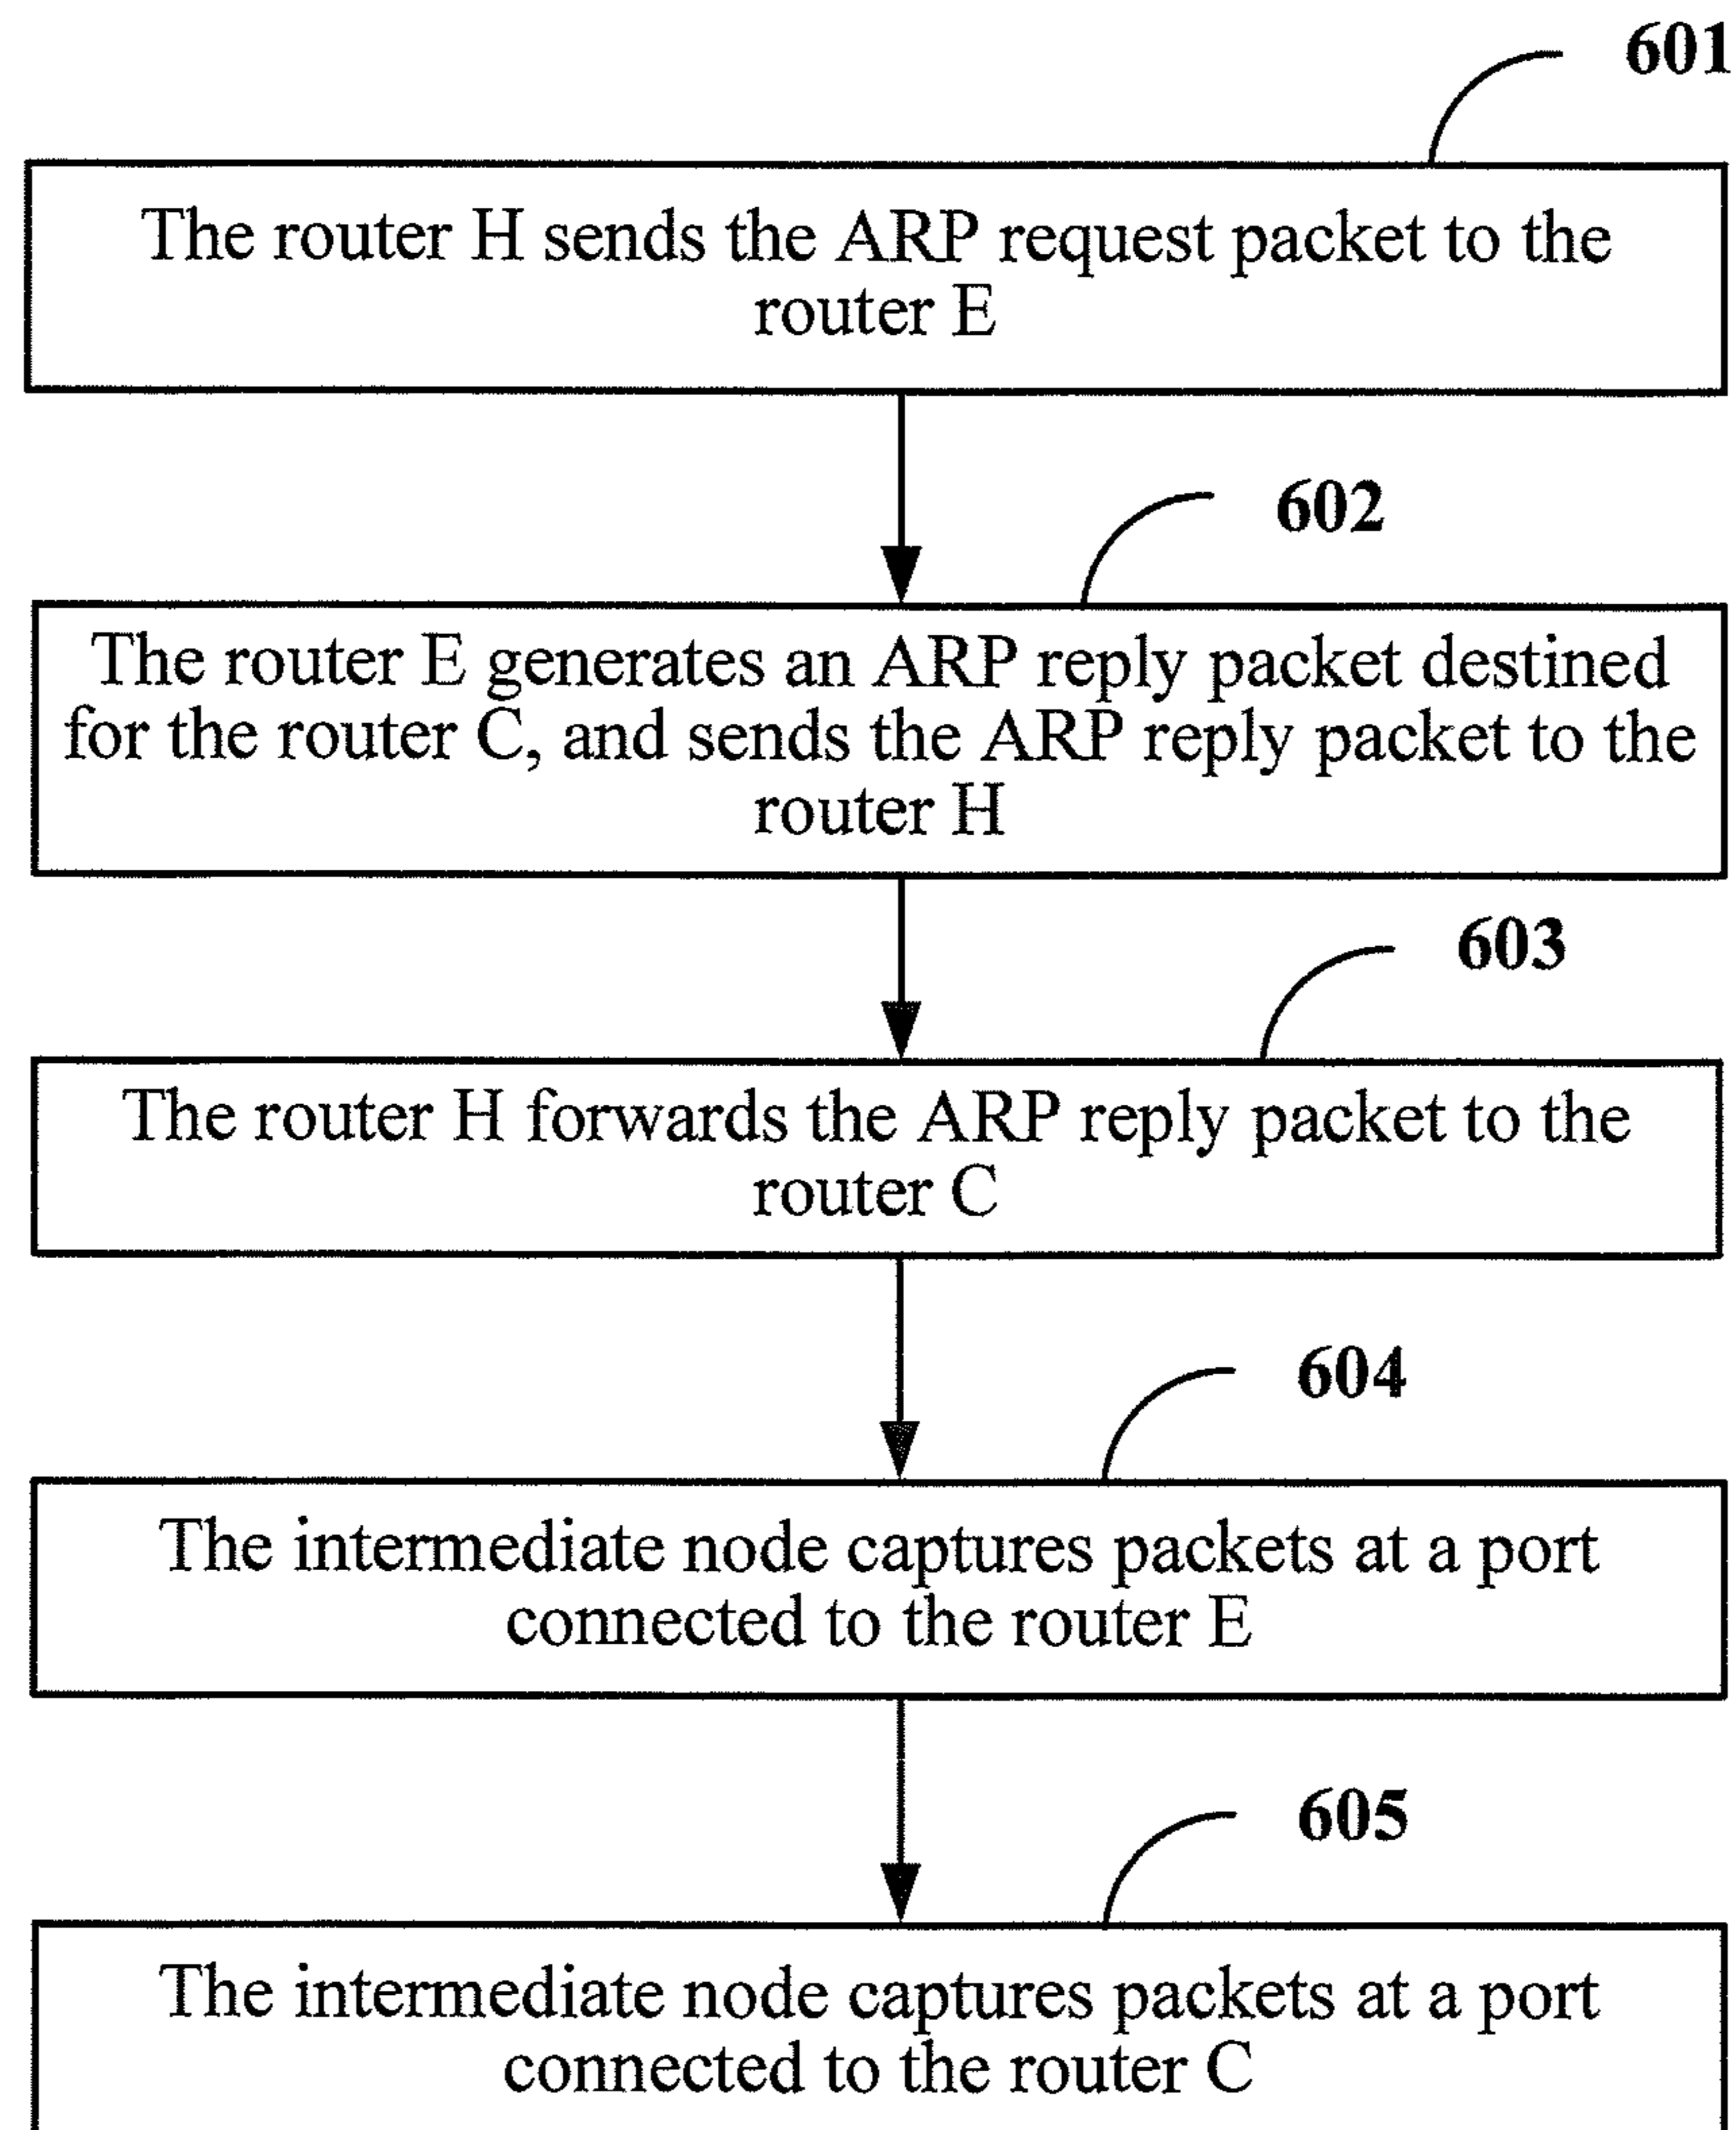 601
The router H sends the ARP request packet to the
router E
602
The router E generates an ARP reply packet destined
for the router C, and sends the ARP reply packet to the
router H
603
The router H forwards the ARP reply packet to the
router C
604
The intermediate node captures packets at a port
connected to the router E
605
The intermediate node captures packets at a port
connected to the router C